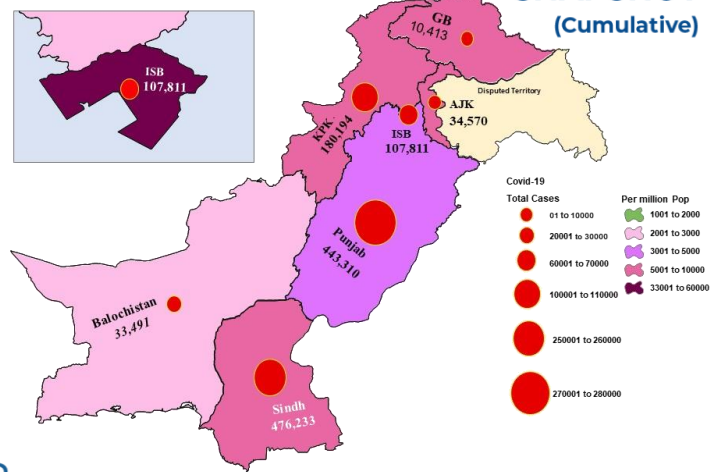 (Cumulative)
ISB
107,811
GB
10,413
Disputed Territory
AJK
34,570
KPK
180,194
ISB
107,811
Punjab
443,310
Balochistan
33,491
Sindh
476,233
Covid-19
Total Cases
01 to 10000
20001 to 30000
60001 to 70000
100001 to 110000
250001 to 260000
270001 to 280000
Per million Pop
1001 to 2000
2001 to 3000
3001 to 5000
5001 to 10000
33001 to 60000